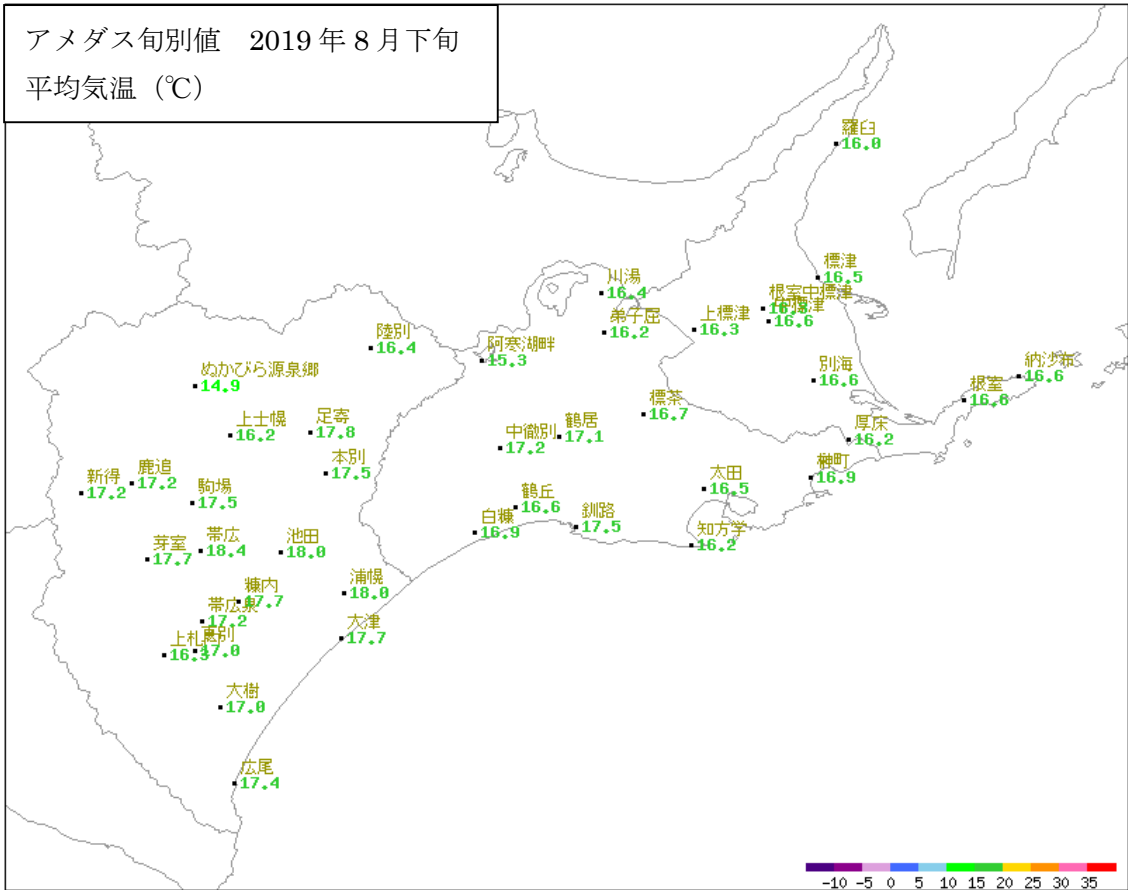 アメダス旬別値 2019年8月下旬
平均気温（℃）
羅臼
16.0
標津
16.5
川湯
16.4
根室中標津
弟子屈
16.2
上標津
16.3
16.6
陸別
16.4
阿寒湖畔
15.3
ぬかびら源泉郷
14.9
別海
16.6
納沙布
16.6
根室
標茶
16.7
上士幌
16.2
足寄
17.8
中徹別
17.2
鶴居
17.1
厚床
16.2
本別
17.5
新得
17.2
鹿追
17.2
駒場
17.5
太田
16.5
榊町
16.9
鶴丘
16.6
白糠
16.9
釧路
17.5
知方学
16.2
芽室
17.7
帯広
18.4
池田
18.0
浦幌
18.0
糠内
17.7
帯広泉
17.2
大津
17.7
16.3
17.0
大樹
17.0
広尾
17.4
-10 -5 0 5 10 15 20 25 30 35